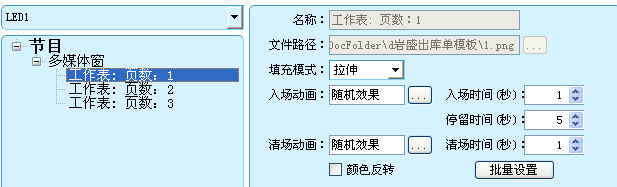 LED1
节目
多媒体窗
工作表: 页数: 1
工作表: 页数: 2
工作表: 页数: 3
名称: 工作表: 页数: 1
文件路径: DocFolder\d岩盛出库单模板\1.png ...
填充模式: 拉伸
入场动画: 随机效果 ... 入场时间(秒): 1
停留时间(秒): 5
清场动画: 随机效果 ... 清场时间(秒): 1
颜色反转 批量设置